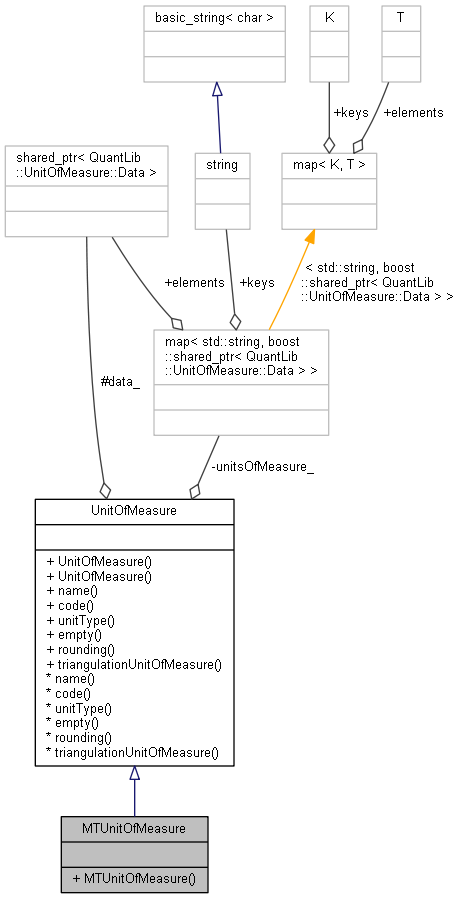 basic_string< char >
K
T
+keys
+elements
shared_ptr< QuantLib
::UnitOfMeasure::Data >
string
map< K, T >
+elements
+keys
< std::string, boost
::shared_ptr< QuantLib
::UnitOfMeasure::Data > >
map< std::string, boost
::shared_ptr< QuantLib
::UnitOfMeasure::Data > >
#data_
-unitsOfMeasure_
UnitOfMeasure
+ UnitOfMeasure()
+ UnitOfMeasure()
+ name()
+ code()
+ unitType()
+ empty()
+ rounding()
+ triangulationUnitOfMeasure()
* name()
* code()
* unitType()
* empty()
* rounding()
* triangulationUnitOfMeasure()
MTUnitOfMeasure
+ MTUnitOfMeasure()